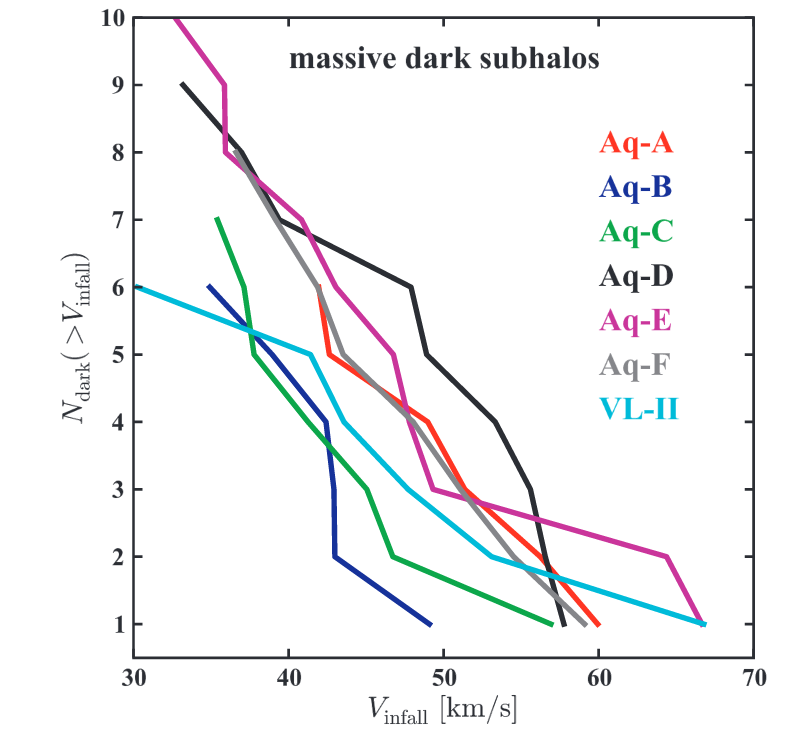 massive dark subhalos
Aq-A
Aq-B
Aq-C
Aq-D
Aq-E
Aq-F
VL-II
10
9
8
7
6
5
4
3
2
1
N_dark(>V_infall)
30 40 50 60 70
V_infall [km/s]